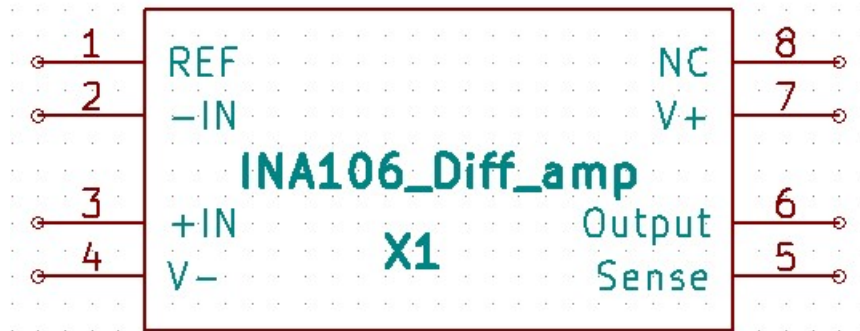 1 REF NC 8
2 −IN V+ 7
INA106_Diff_amp
3 +IN Output 6
X1
4 V− Sense 5